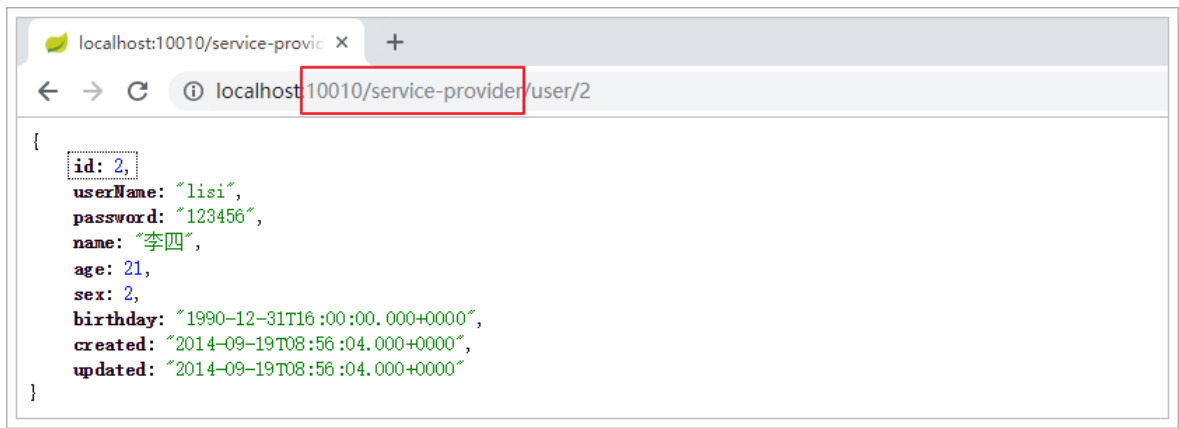 localhost:10010/service-provid
localhost:10010/service-provider/user/2
{
id: 2,
userName: "lisi",
password: "123456",
name: "李四",
age: 21,
sex: 2,
birthday: "1990-12-31T16:00:00.000+0000",
created: "2014-09-19T08:56:04.000+0000",
updated: "2014-09-19T08:56:04.000+0000"
}